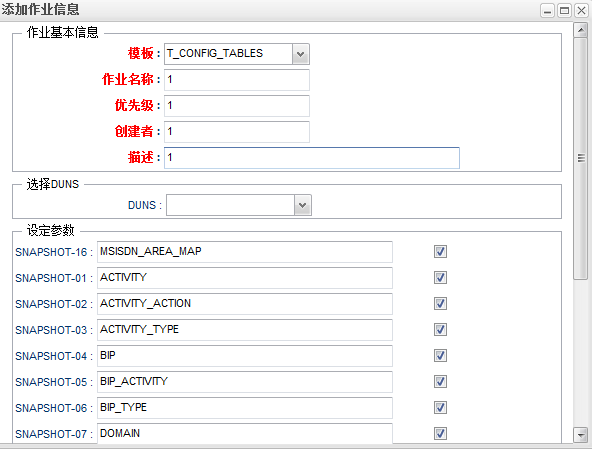 添加作业信息
作业基本信息
模板 : T_CONFIG_TABLES
作业名称 : 1
优先级 : 1
创建者 : 1
描述 : 1
选择DUNS
DUNS :
设定参数
SNAPSHOT-16 : MSISDN_AREA_MAP
SNAPSHOT-01 : ACTIVITY
SNAPSHOT-02 : ACTIVITY_ACTION
SNAPSHOT-03 : ACTIVITY_TYPE
SNAPSHOT-04 : BIP
SNAPSHOT-05 : BIP_ACTIVITY
SNAPSHOT-06 : BIP_TYPE
SNAPSHOT-07 : DOMAIN